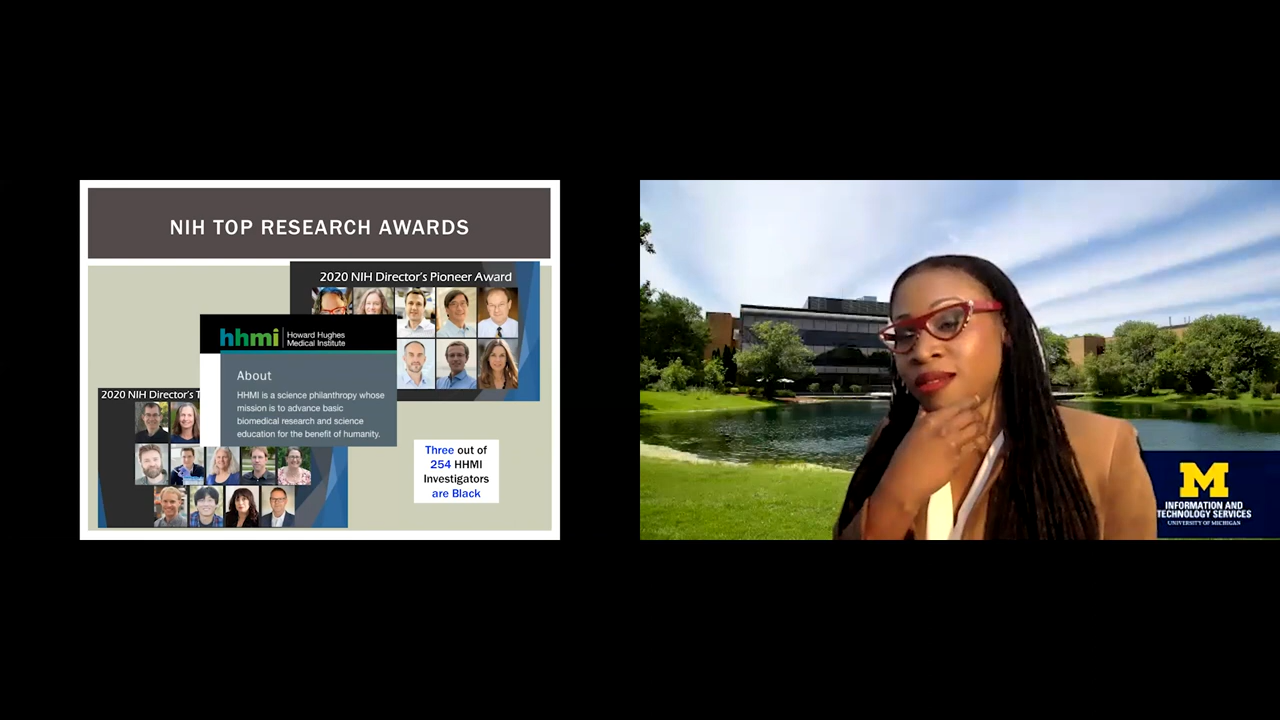 NIH TOP RESEARCH AWARDS
2020 NIH Director's Pioneer Award
hhmi
Howard Hughes
Medical Institute
About
HHMI is a science philanthropy whose
mission is to advance basic
biomedical research and science
education for the benefit of humanity.
2020 NIH Director's T
Three out of
254 HHMI
Investigators
are Black
M
INFORMATION AND
TECHNOLOGY SERVICES
UNIVERSITY OF MICHIGAN